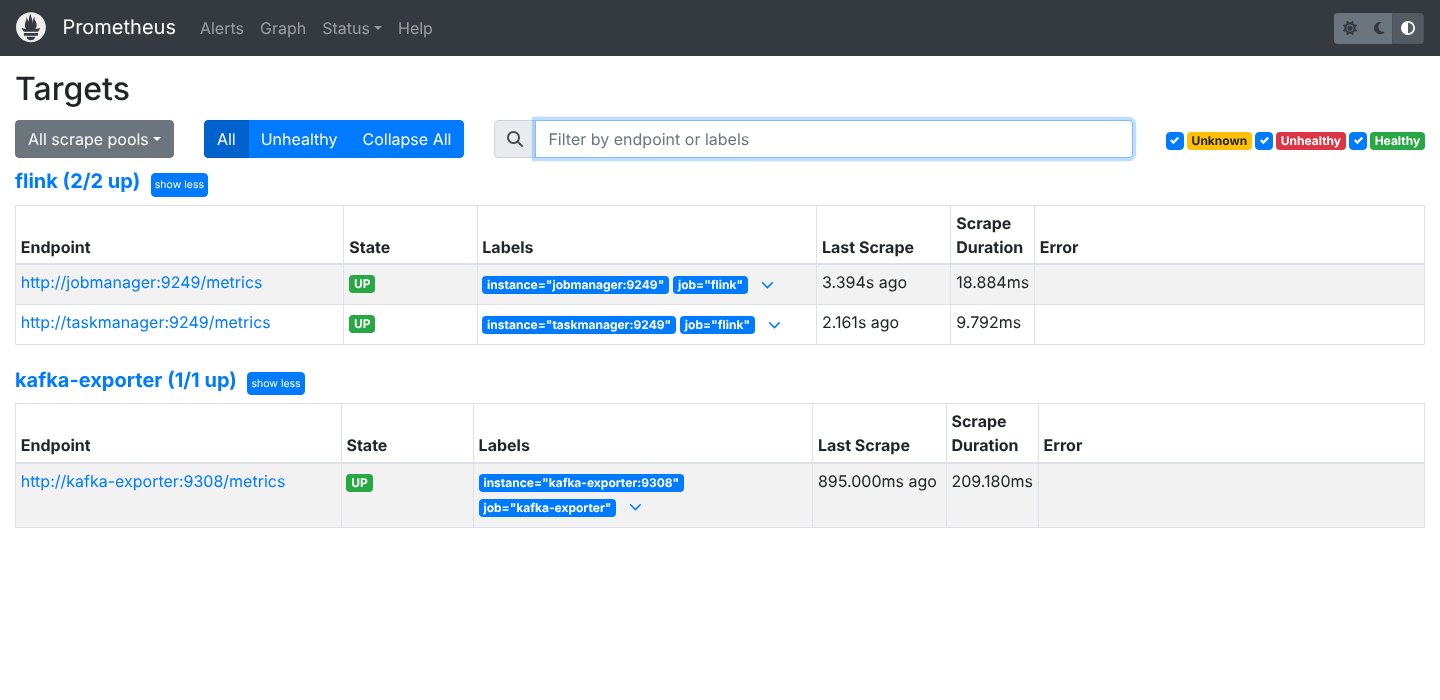 Prometheus Alerts Graph Status Help
Targets
All scrape pools All Unhealthy Collapse All Filter by endpoint or labels Unknown Unhealthy Healthy
flink (2/2 up) show less
Endpoint State Labels Last Scrape Scrape Duration Error
http://jobmanager:9249/metrics UP instance="jobmanager:9249" job="flink" 3.394s ago 18.884ms
http://taskmanager:9249/metrics UP instance="taskmanager:9249" job="flink" 2.161s ago 9.792ms
kafka-exporter (1/1 up) show less
Endpoint State Labels Last Scrape Scrape Duration Error
http://kafka-exporter:9308/metrics UP instance="kafka-exporter:9308" 895.000ms ago 209.180ms
job="kafka-exporter"